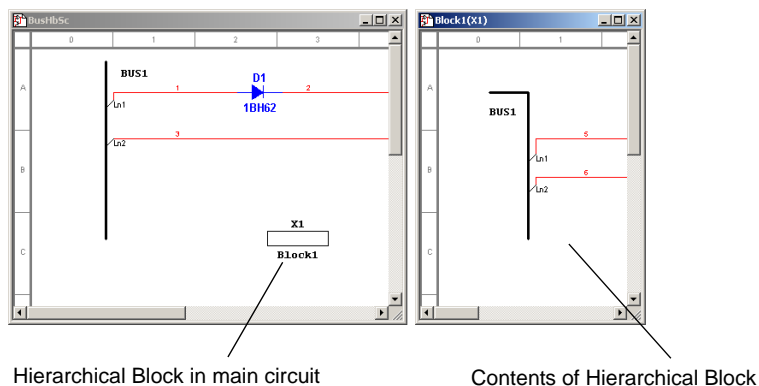 BusHbSc
0 1 2 3
A
BUS1
1
D1
2
Ln1
1BH62
3
Ln2
B
X1
C
Block1
Block1(X1)
0 1
A
BUS1
5
Ln1
B
6
Ln2
C
Hierarchical Block in main circuit
Contents of Hierarchical Block